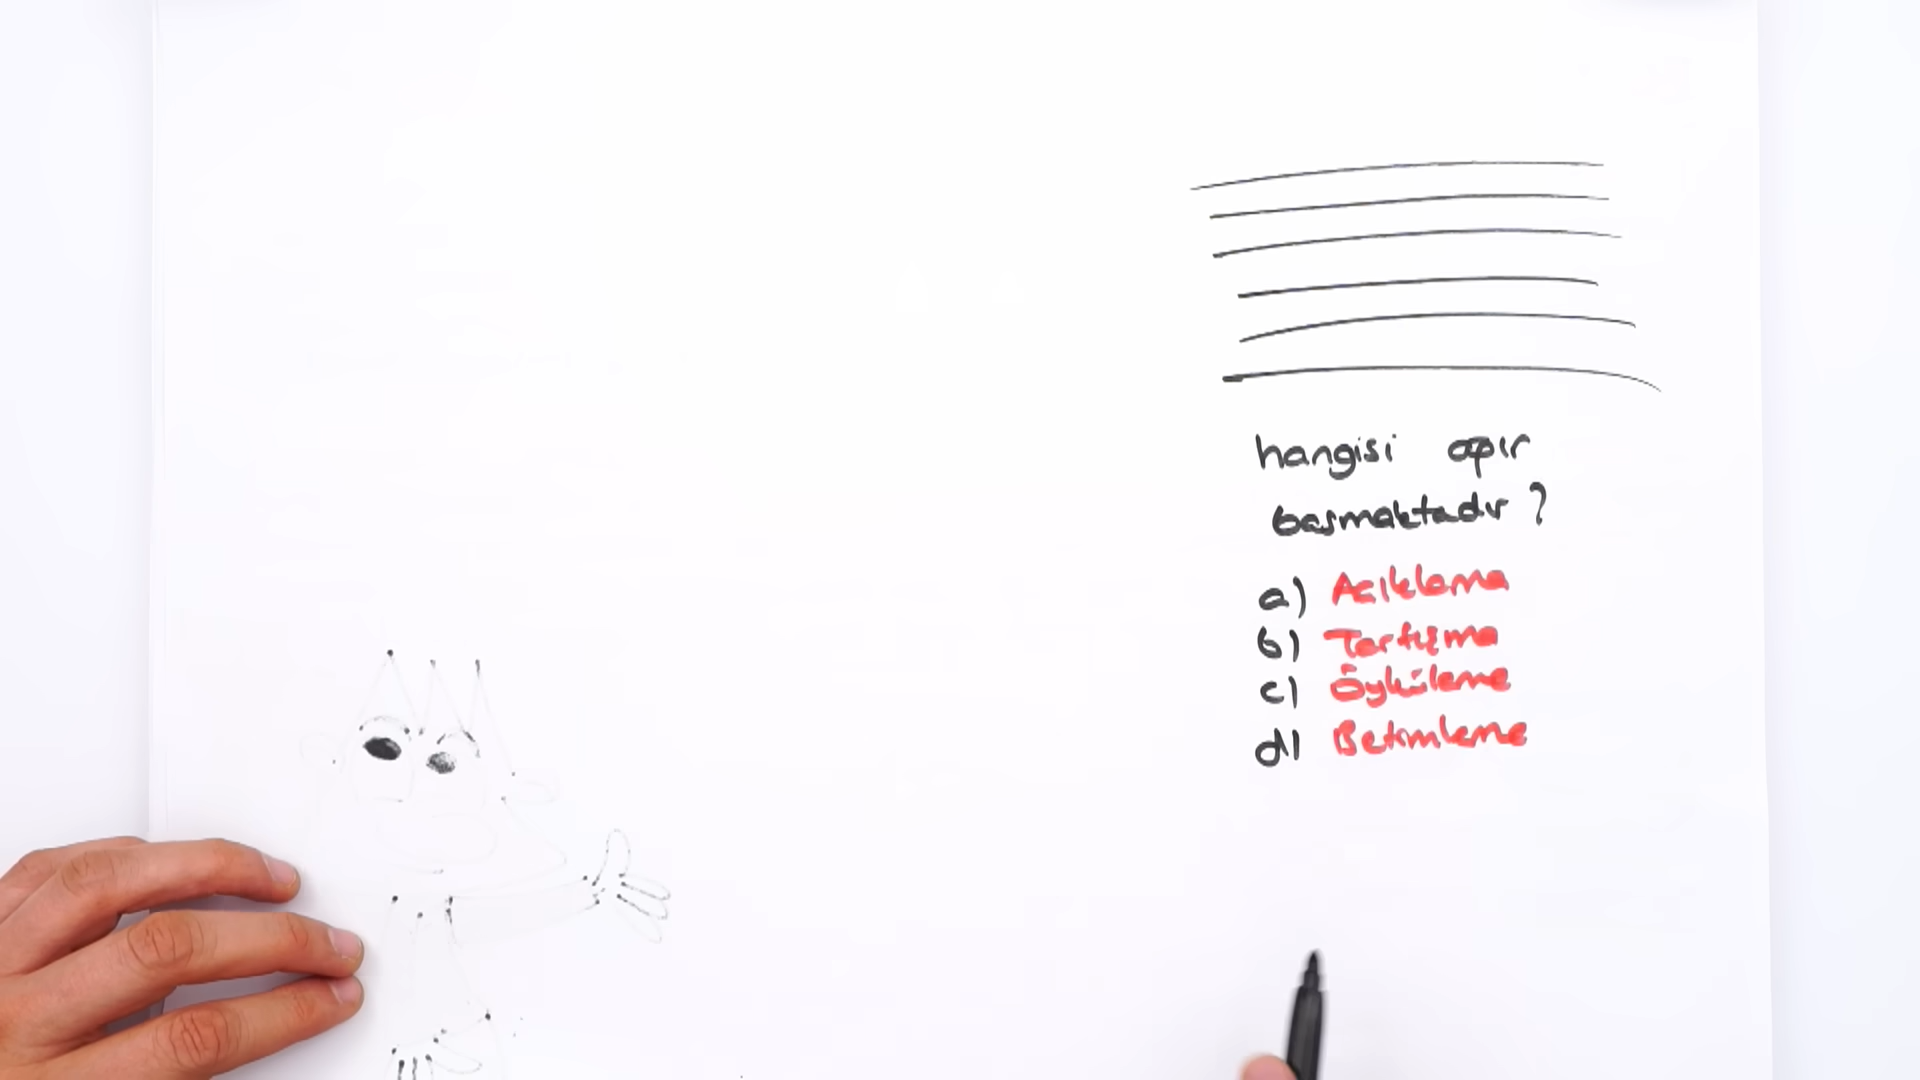 hangisi ağır
basmaktadır ?
a) Açıklama
b) Tartışma
c) Öyküleme
d) Betimleme